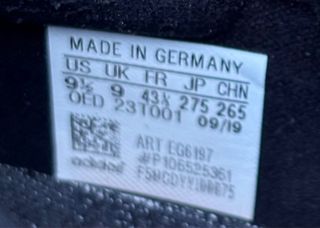 MADE IN GERMANY
US UK FR JP CHN
9½ 9 43⅓ 275 265
OED 23T001 09/19
ART EG6197
#P106525361
adidas